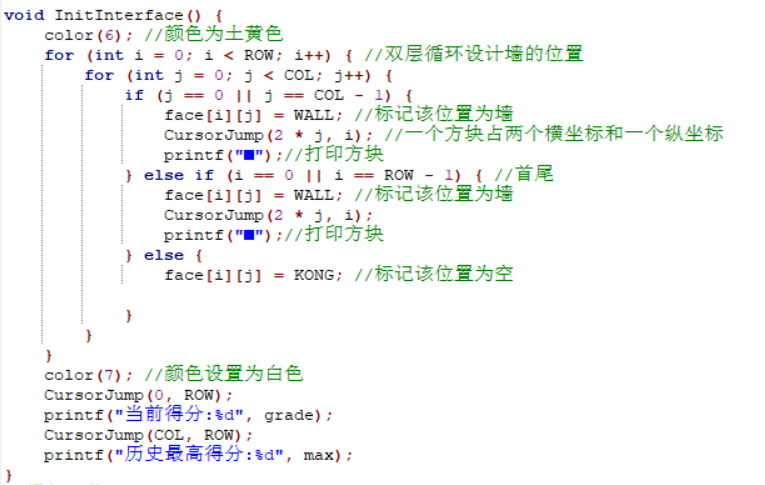 void InitInterface() {
    color(6); //颜色为土黄色
    for (int i = 0; i < ROW; i++) { //双层循环设计墙的位置
        for (int j = 0; j < COL; j++) {
            if (j == 0 || j == COL - 1) {
                face[i][j] = WALL; //标记该位置为墙
                CursorJump(2 * j, i); //一个方块占两个横坐标和一个纵坐标
                printf("■");//打印方块
            } else if (i == 0 || i == ROW - 1) { //首尾
                face[i][j] = WALL; //标记该位置为墙
                CursorJump(2 * j, i);
                printf("■");//打印方块
            } else {
                face[i][j] = KONG; //标记该位置为空
            }
        }
    }
    color(7); //颜色设置为白色
    CursorJump(0, ROW);
    printf("当前得分:%d", grade);
    CursorJump(COL, ROW);
    printf("历史最高得分:%d", max);
}